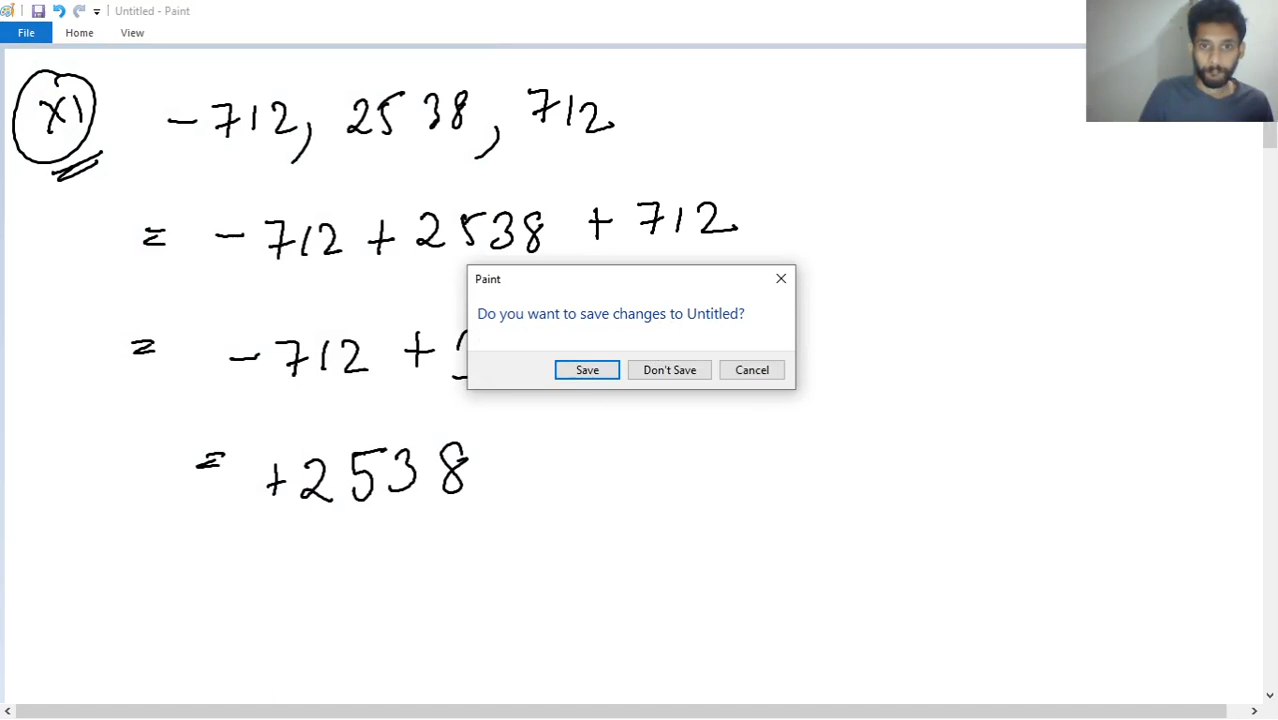 Untitled - Paint
File Home View
XI -712, 2538, 712
= -712 + 2538 + 712
Paint
Do you want to save changes to Untitled?
Save Don't Save Cancel
= -712 +
= +2538